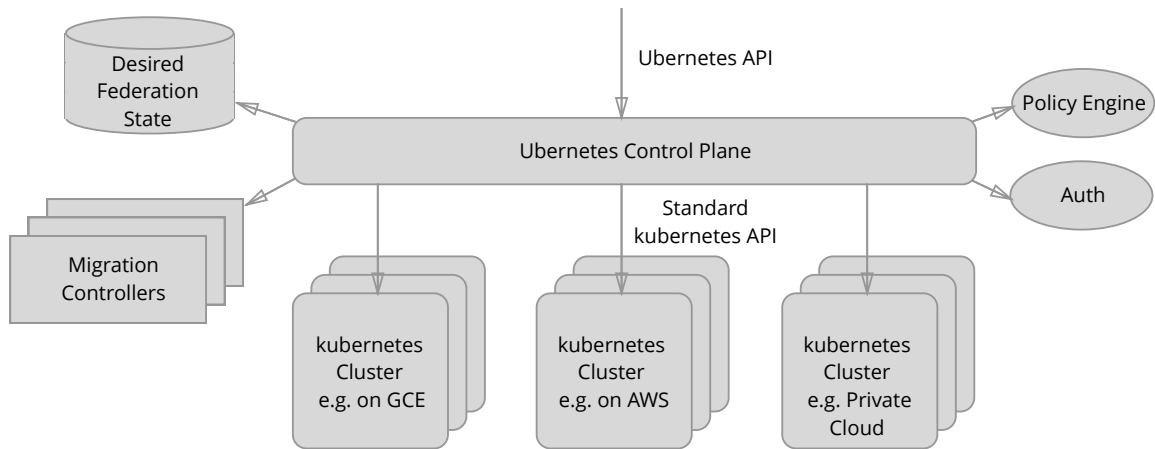 Desired
Federation
State
Ubernetes API
Policy Engine
Ubernetes Control Plane
Auth
Standard
kubernetes API
Migration
Controllers
kubernetes
Cluster
e.g. on GCE
kubernetes
Cluster
e.g. on AWS
kubernetes
Cluster
e.g. Private
Cloud